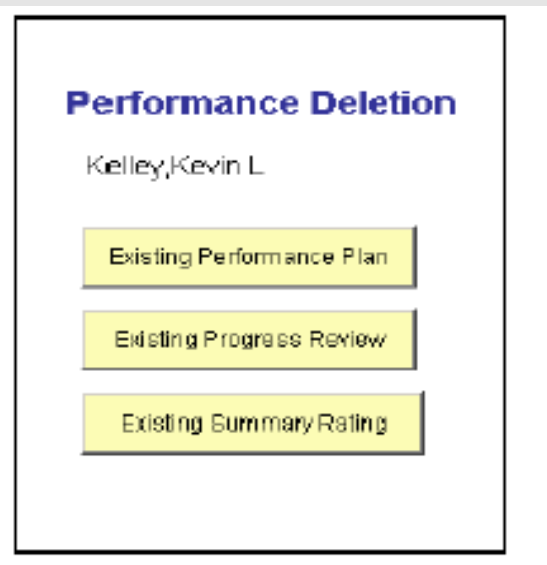 Performance Deletion
Kelley,Kevin L
Existing Performance Plan
Existing Progress Review
Existing Summary Rating